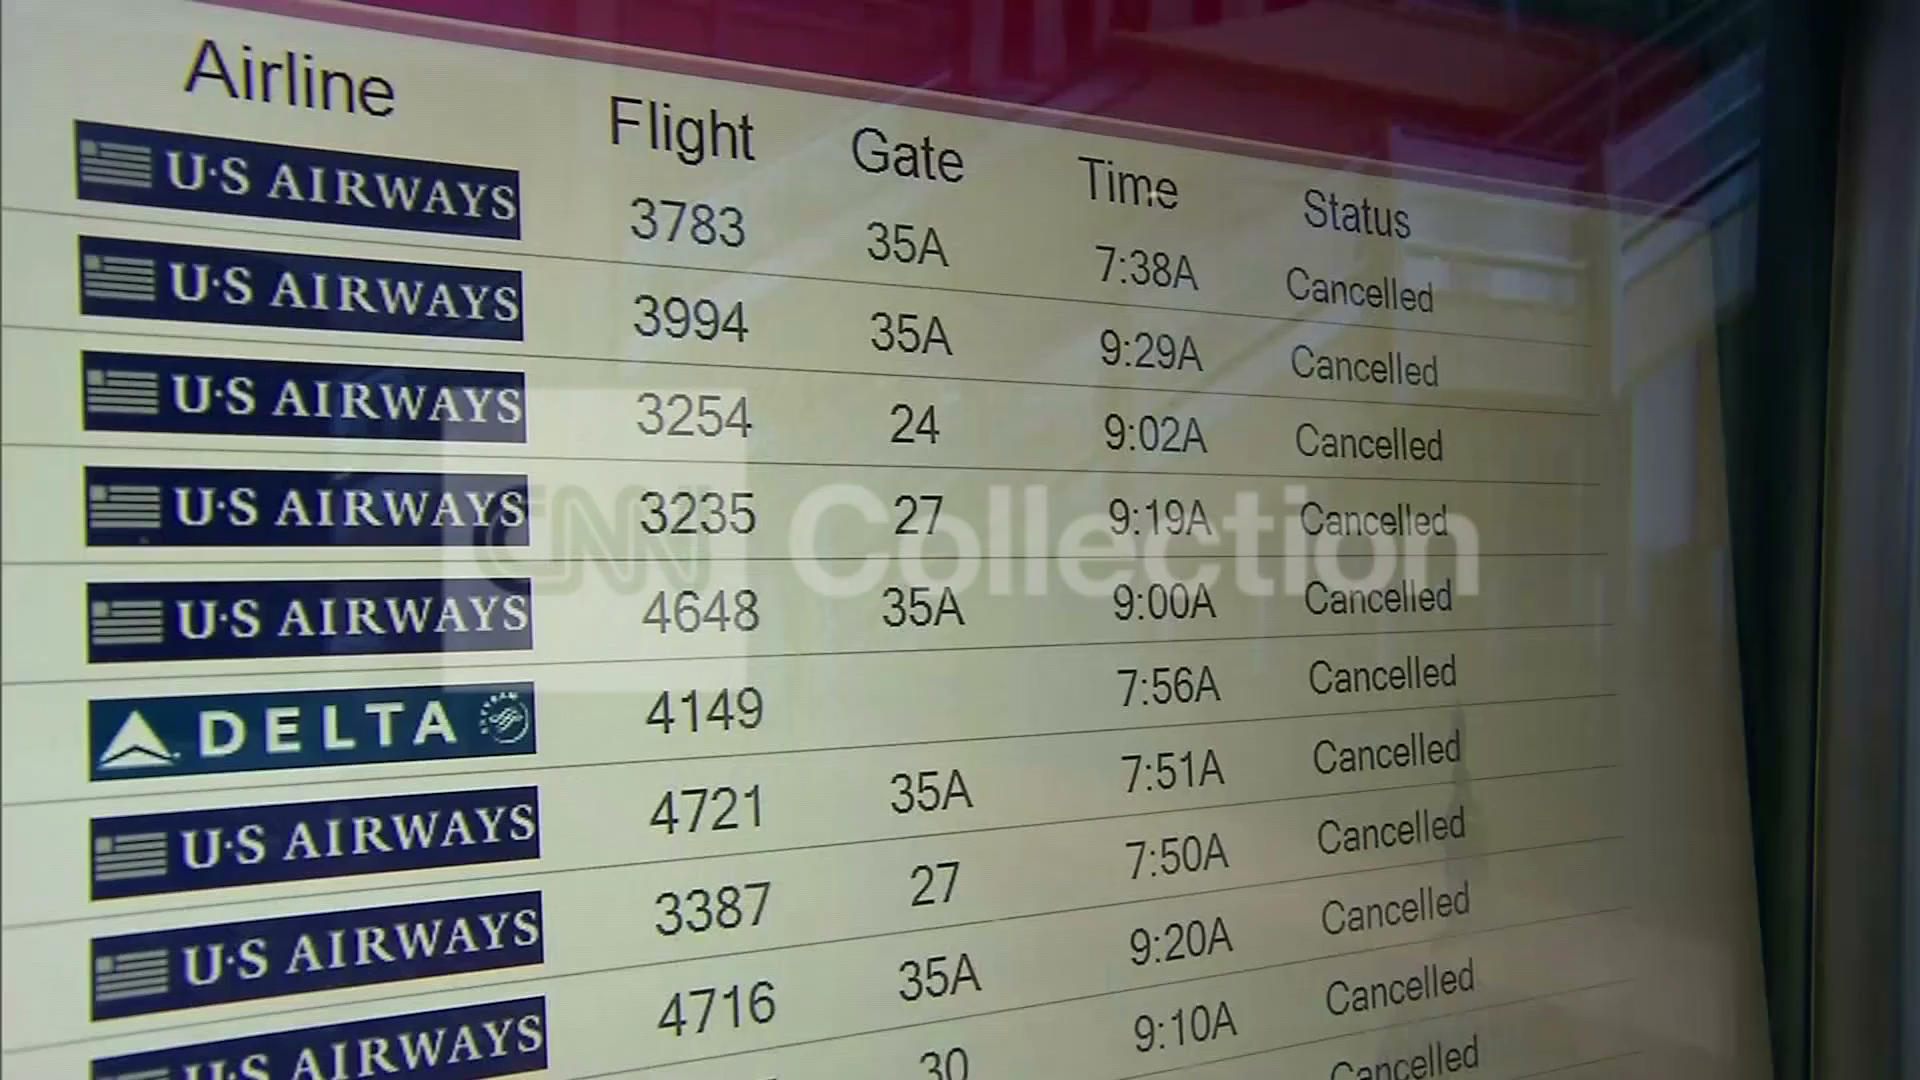 Airline Flight Gate Time Status
U·S AIRWAYS 3783 35A 7:38A Cancelled
U·S AIRWAYS 3994 35A 9:29A Cancelled
U·S AIRWAYS 3254 24 9:02A Cancelled
U·S AIRWAYS 3235 27 9:19A Cancelled
U·S AIRWAYS 4648 35A 9:00A Cancelled
DELTA 4149 7:56A Cancelled
U·S AIRWAYS 4721 35A 7:51A Cancelled
U·S AIRWAYS 3387 27 7:50A Cancelled
U·S AIRWAYS 4716 35A 9:20A Cancelled
30 9:10A Cancelled
Cancelled
CNN Collection